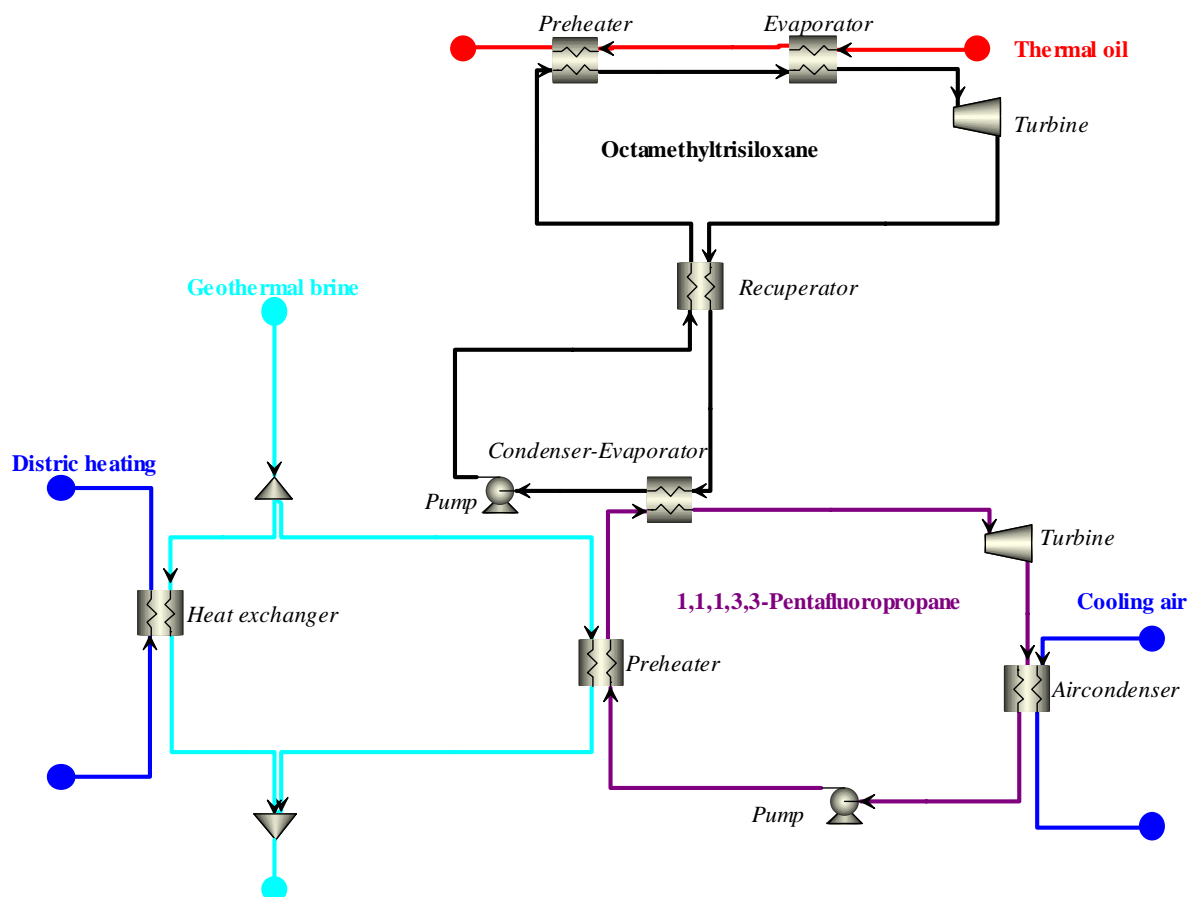 Preheater
Evaporator
Thermal oil
Turbine
Octamethyltrisiloxane
Recuperator
Geothermal brine
Condenser-Evaporator
Distric heating
Pump
Turbine
1,1,1,3,3-Pentafluoropropane
Cooling air
Heat exchanger
Preheater
Aircondenser
Pump